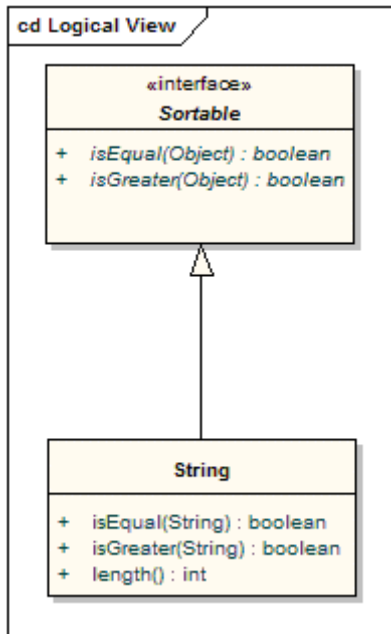 cd Logical View
«interface»
Sortable
+ isEqual(Object) : boolean
+ isGreater(Object) : boolean
String
+ isEqual(String) : boolean
+ isGreater(String) : boolean
+ length() : int